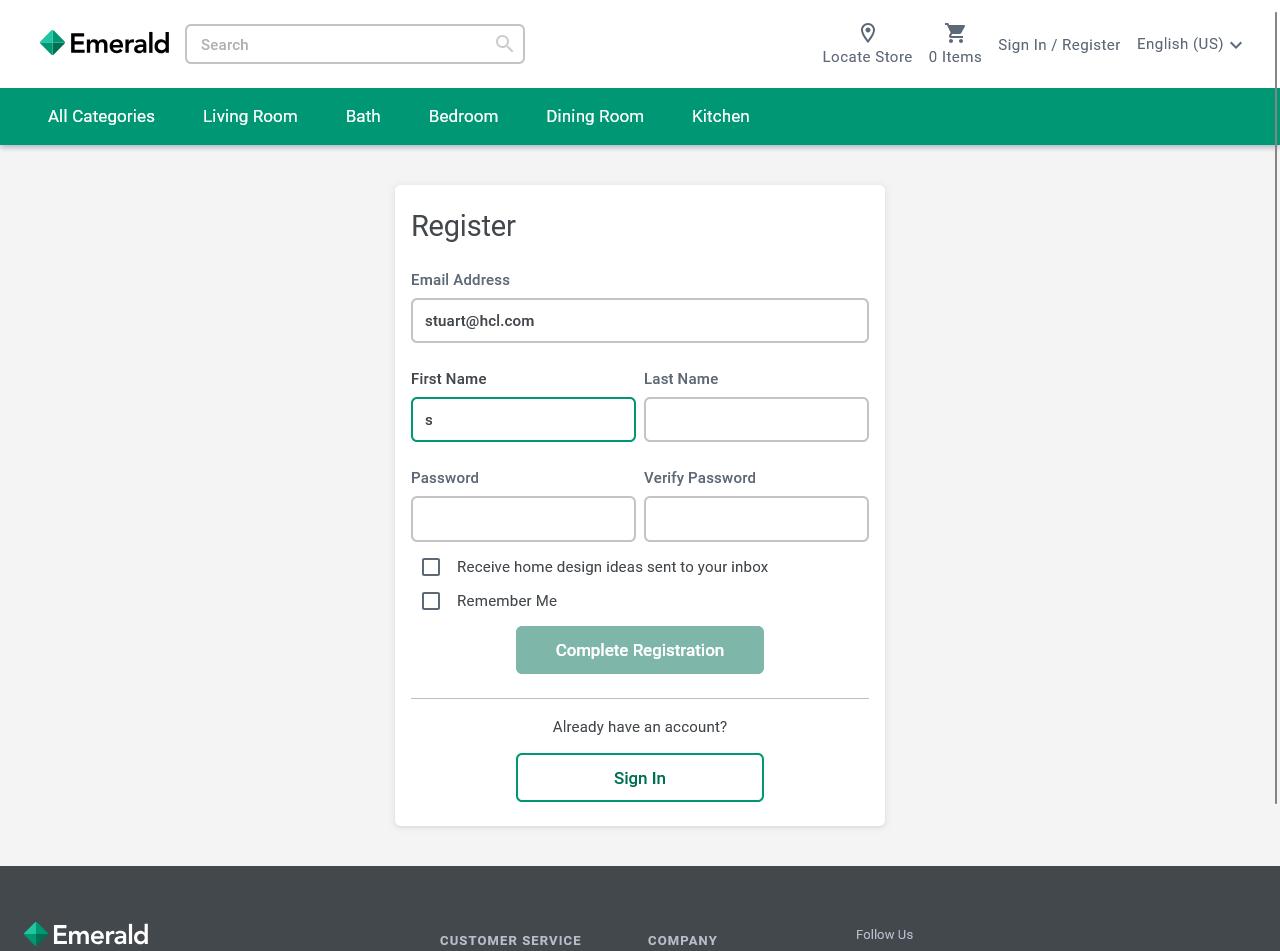 Emerald
Search
Locate Store
0 Items
Sign In / Register
English (US)
All Categories
Living Room
Bath
Bedroom
Dining Room
Kitchen
Register
Email Address
stuart@hcl.com
First Name
Last Name
s
Password
Verify Password
Receive home design ideas sent to your inbox
Remember Me
Complete Registration
Already have an account?
Sign In
Emerald
CUSTOMER SERVICE
COMPANY
Follow Us